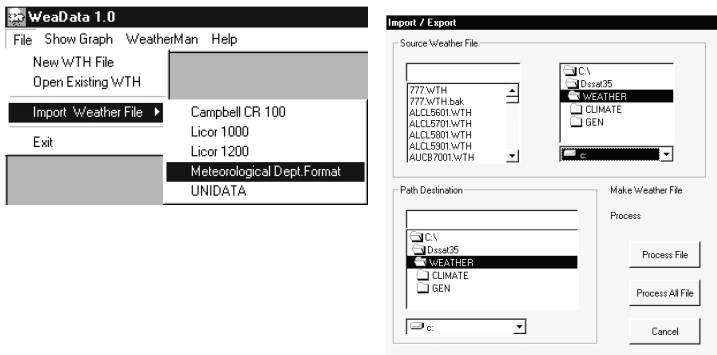 WeaData 1.0
File Show Graph WeatherMan Help
New WTH File
Open Existing WTH
Import Weather File
Exit
Campbell CR 100
Licor 1000
Licor 1200
Meteorological Dept.Format
UNIDATA
Import / Export
Source Weather File
777.WTH
777.WTH.bak
ALCL5601.WTH
ALCL5701.WTH
ALCL5801.WTH
ALCL5901.WTH
AUCB7001.WTH
C:\
Dssat35
WEATHER
CLIMATE
GEN
c:
Path Destination
C:\
Dssat35
WEATHER
CLIMATE
GEN
c:
Make Weather File
Process
Process File
Process All File
Cancel